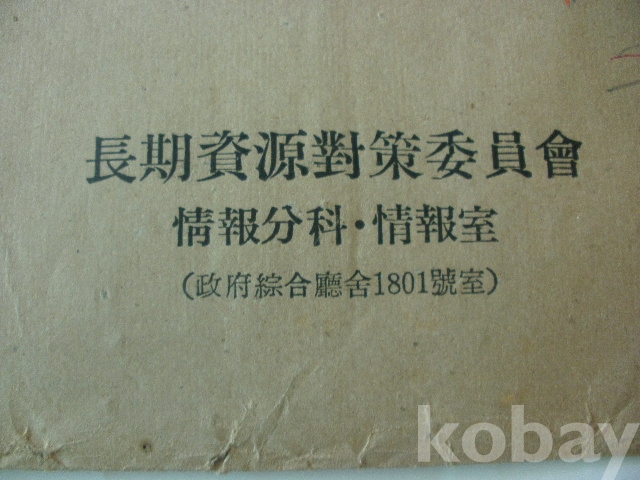 長期資源對策委員會
情報分科·情報室
(政府綜合廳舍1801號室)
kobay